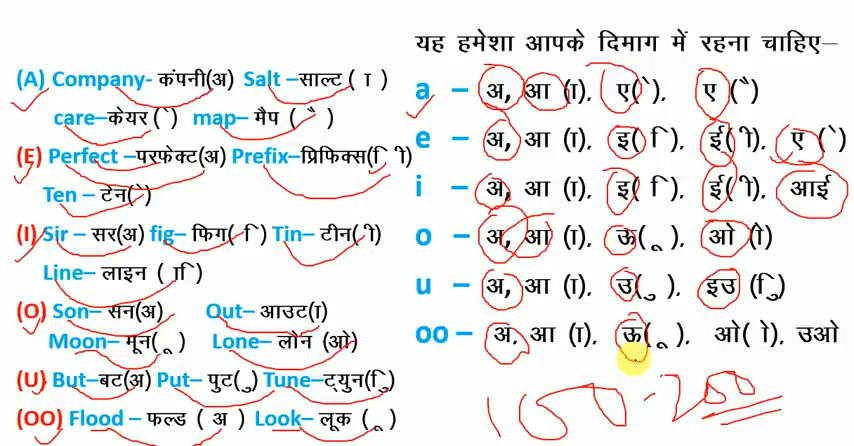 (A) Company- कंपनी(अ) Salt –साल्ट ( ा )
care–केयर ( े ) map– मैप ( ै )
(E) Perfect –परफेक्ट(अ) Prefix–प्रिफिक्स(ि ी)
Ten – टेन(े)
(I) Sir – सर(अ) fig– फिग( ि ) Tin– टीन( ी)
Line– लाइन ( ाि )
(O) Son– सन(अ) Out– आउट(ा)
Moon– मून( ू ) Lone– लोन (ओ)
(U) But–बट(अ) Put– पुट( ु ) Tune–ट्युन(िु)
(OO) Flood – फ्लड ( अ ) Look– लूक ( ू )
यह हमेशा आपके दिमाग में रहना चाहिए–
a – अ, आ (ा). ए( े). ए ( ै)
e – अ, आ (ा). इ( ि). ई( ी). ए ( े)
i – अ, आ (ा). इ( ि). ई( ी). आई
o – अ, आ (ा). ऊ( ू ). ओ ( ो)
u – अ, आ (ा). उ( ु ). इउ (िु)
oo – अ. आ (ा). ऊ( ू ). ओ( ो). उओ
100-200